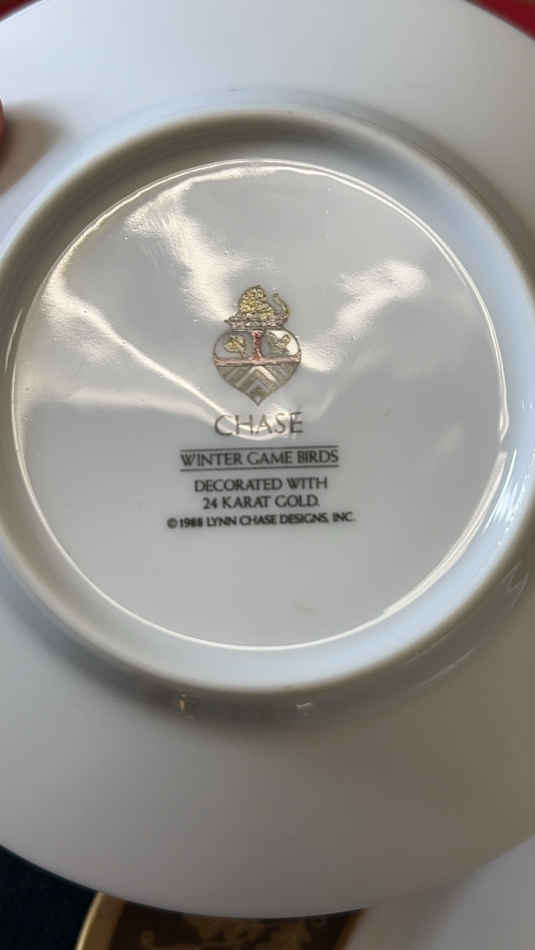 CHASE
WINTER GAME BIRDS
DECORATED WITH
24 KARAT GOLD.
© 1988 LYNN CHASE DESIGNS, INC.